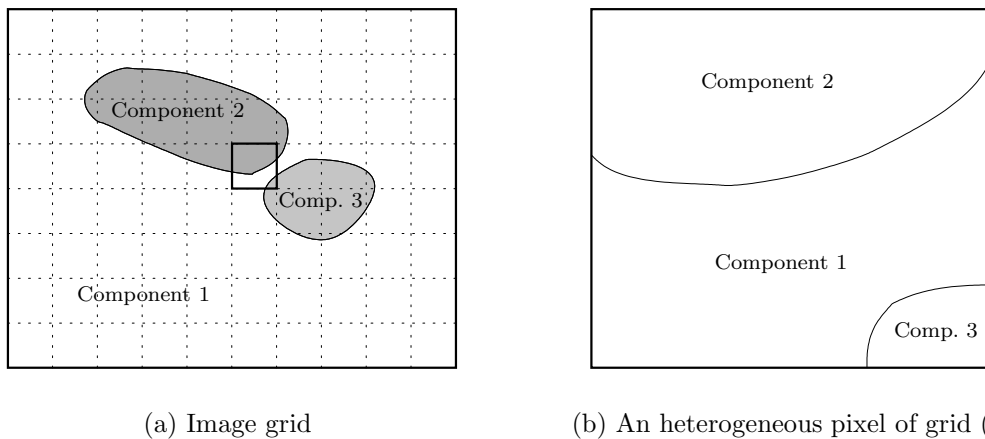 Component 2
Comp. 3
Component 1
(a) Image grid
Component 2
Component 1
Comp. 3
(b) An heterogeneous pixel of grid (